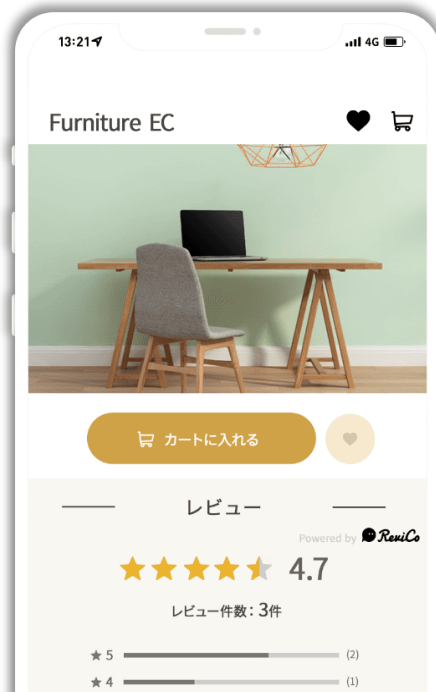 13:21 4G
Furniture EC
カートに入れる
レビュー
Powered by ReviCo
4.7
レビュー件数：3件
★5 (2)
★4 (1)